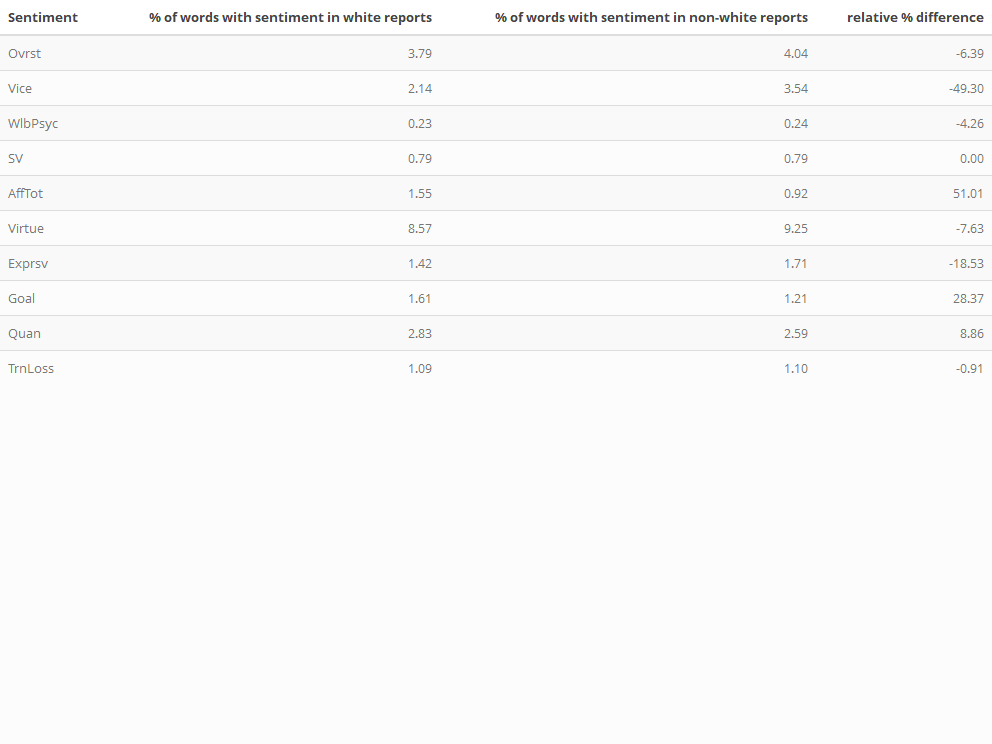 Sentiment % of words with sentiment in white reports % of words with sentiment in non-white reports relative % difference
Ovrst 3.79 4.04 -6.39
Vice 2.14 3.54 -49.30
WlbPsyc 0.23 0.24 -4.26
SV 0.79 0.79 0.00
AffTot 1.55 0.92 51.01
Virtue 8.57 9.25 -7.63
Exprsv 1.42 1.71 -18.53
Goal 1.61 1.21 28.37
Quan 2.83 2.59 8.86
TrnLoss 1.09 1.10 -0.91